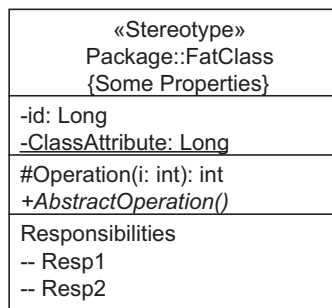 «Stereotype»
Package::FatClass
{Some Properties}
-id: Long
-ClassAttribute: Long
#Operation(i: int): int
+AbstractOperation()
Responsibilities
-- Resp1
-- Resp2